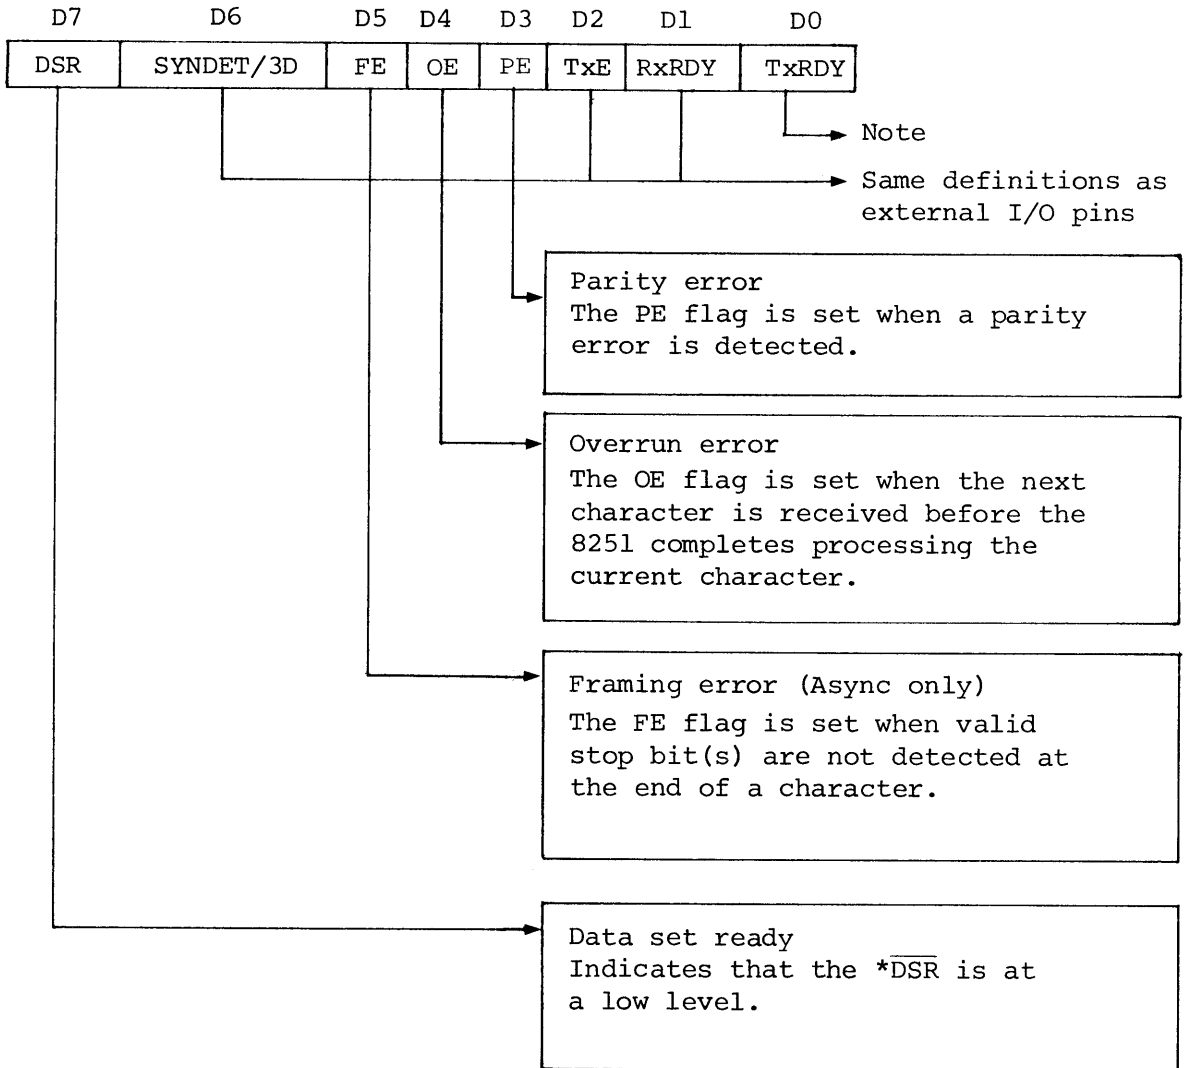 D7 D6 D5 D4 D3 D2 D1 D0
DSR SYNDET/3D FE OE PE TxE RxRDY TxRDY
Note
Same definitions as
external I/O pins
Parity error
The PE flag is set when a parity
error is detected.
Overrun error
The OE flag is set when the next
character is received before the
8251 completes processing the
current character.
Framing error (Async only)
The FE flag is set when valid
stop bit(s) are not detected at
the end of a character.
Data set ready
Indicates that the *D̅S̅R̅ is at
a low level.